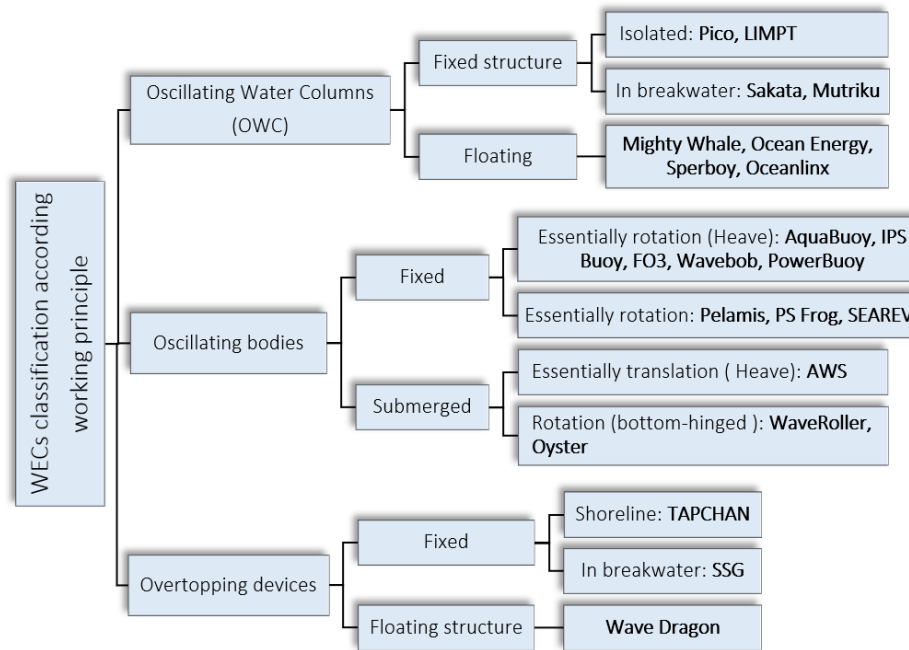 WECs classification according
working principle
Oscillating Water Columns
(OWC)
Fixed structure
Isolated: Pico, LIMPT
In breakwater: Sakata, Mutriku
Floating
Mighty Whale, Ocean Energy,
Sperboy, Oceanlinx
Oscillating bodies
Fixed
Essentially rotation (Heave): AquaBuoy, IPS
Buoy, FO3, Wavebob, PowerBuoy
Essentially rotation: Pelamis, PS Frog, SEAREV
Submerged
Essentially translation ( Heave): AWS
Rotation (bottom-hinged ): WaveRoller,
Oyster
Overtopping devices
Fixed
Shoreline: TAPCHAN
In breakwater: SSG
Floating structure
Wave Dragon